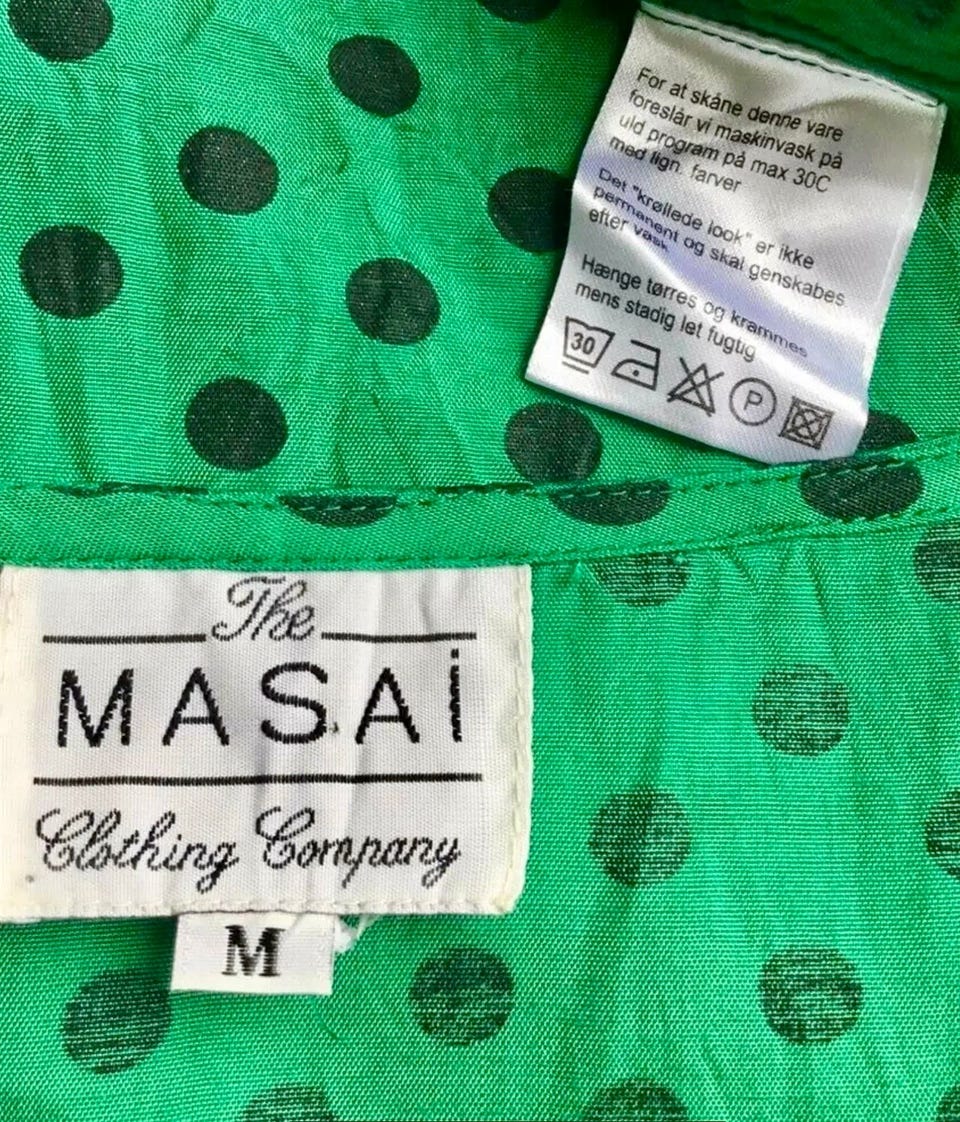 For at skåne denne vare
foreslår vi maskinvask på
uld program på max 30C
med lign. farver
Det "krøllede look" er ikke
permanent og skal genskabes
efter vask
Hænge tørres og krammes
mens stadig let fugtig
30
P
The
MASAi
Clothing Company
M